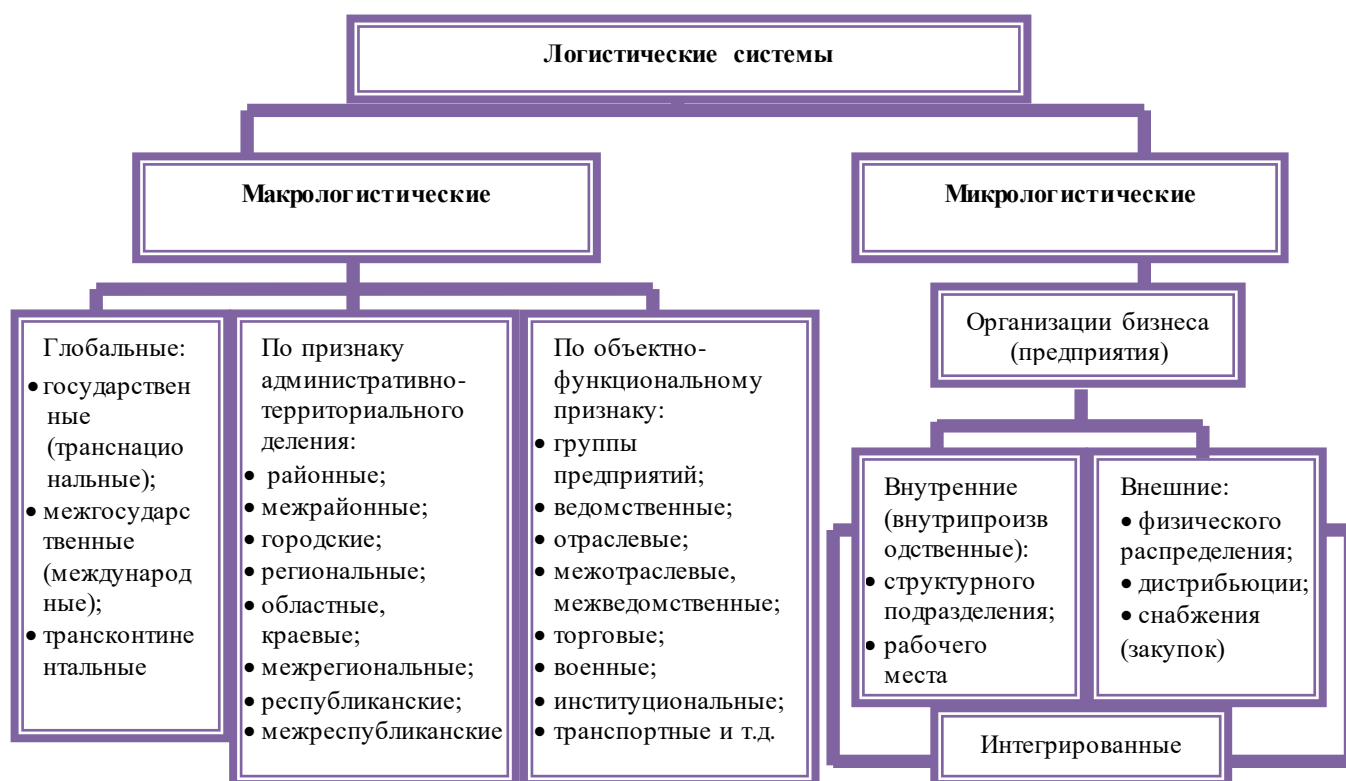 Логистические системы
Макрологистические
Микрологистические
Глобальные:
• государствен
ные
(транснацио
нальные);
• межгосударс
твенные
(международ
ные);
• трансконтине
нтальные
По признаку
административно-
территориального
деления:
• районные;
• межрайонные;
• городские;
• региональные;
• областные,
краевые;
• межрегиональные;
• республиканские;
• межреспубликанские
По объектно-
функциональному
признаку:
• группы
предприятий;
• ведомственные;
• отраслевые;
• межотраслевые,
межведомственные;
• торговые;
• военные;
• институциональные;
• транспортные и т.д.
Организации бизнеса
(предприятия)
Внутренние
(внутрипроизв
одственные):
• структурного
подразделения;
• рабочего
места
Внешние:
• физического
распределения;
• дистрибьюции;
• снабжения
(закупок)
Интегрированные